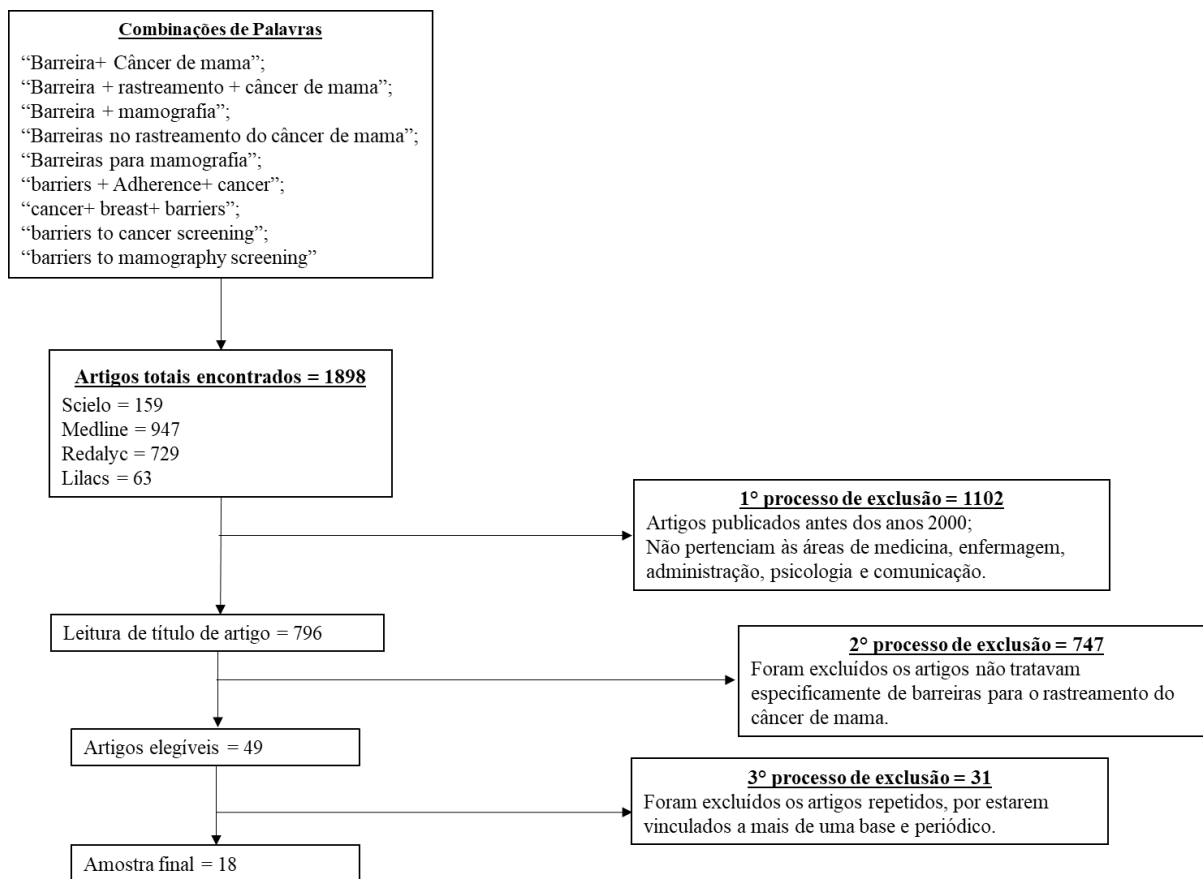 Combinações de Palavras
“Barreira+ Câncer de mama”;
“Barreira + rastreamento + câncer de mama”;
“Barreira + mamografia”;
“Barreiras no rastreamento do câncer de mama”;
“Barreiras para mamografia”;
“barriers + Adherence+ cancer”;
“cancer+ breast+ barriers”;
“barriers to cancer screening”;
“barriers to mamography screening”
Artigos totais encontrados = 1898
Scielo = 159
Medline = 947
Redalyc = 729
Lilacs = 63
1° processo de exclusão = 1102
Artigos publicados antes dos anos 2000;
Não pertenciam às áreas de medicina, enfermagem,
administração, psicologia e comunicação.
Leitura de título de artigo = 796
2° processo de exclusão = 747
Foram excluídos os artigos não tratavam
especificamente de barreiras para o rastreamento do
câncer de mama.
Artigos elegíveis = 49
3° processo de exclusão = 31
Foram excluídos os artigos repetidos, por estarem
vinculados a mais de uma base e periódico.
Amostra final = 18